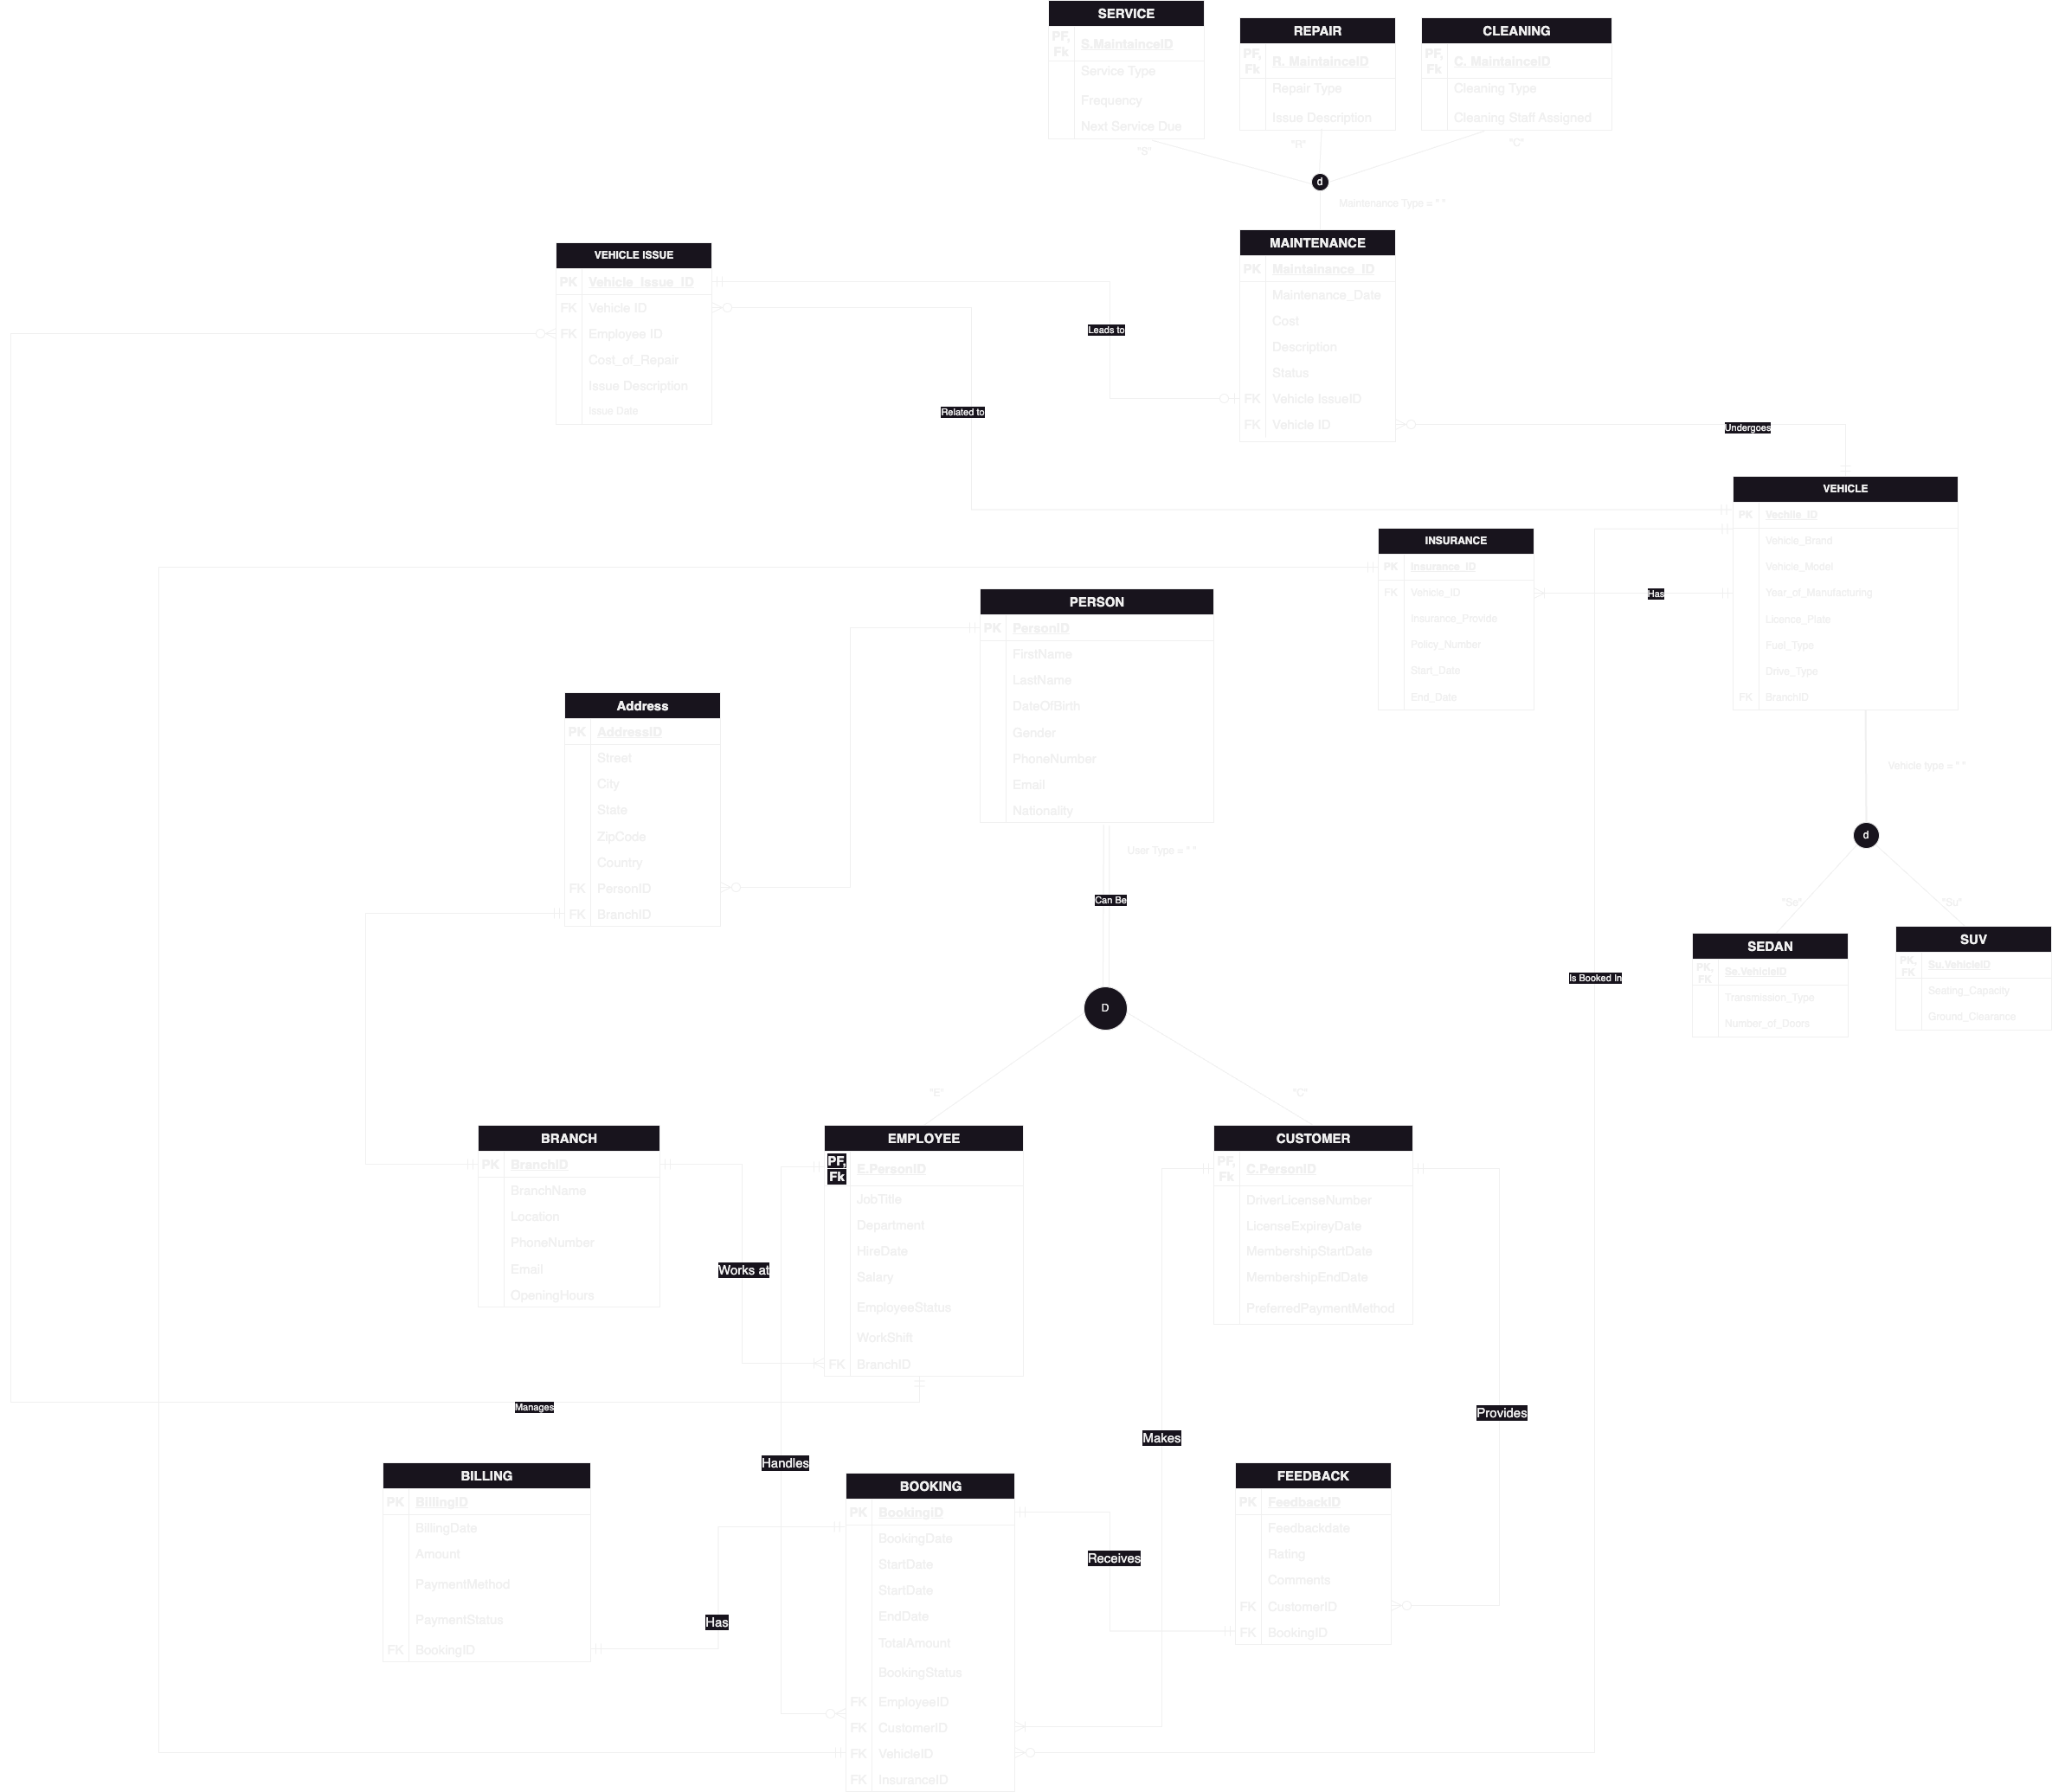 SERVICE
PF, Fk S.MaintainceID
Service Type
Frequency
Next Service Due
"S"
REPAIR
PF, Fk R. MaintainceID
Repair Type
Issue Description
"R"
CLEANING
PF, Fk C. MaintainceID
Cleaning Type
Cleaning Staff Assigned
"C"
d
Maintenance Type = " "
VEHICLE ISSUE
PK Vehicle_Issue_ID
FK Vehicle ID
FK Employee ID
Cost_of_Repair
Issue Description
Issue Date
Leads to
Related to
MAINTENANCE
PK Maintainance_ID
Maintenance_Date
Cost
Description
Status
FK Vehicle IssueID
FK Vehicle ID
Undergoes
VEHICLE
PK Vechile_ID
Vehicle_Brand
Vehicle_Model
Year_of_Manufacturing
Licence_Plate
Fuel_Type
Drive_Type
FK BranchID
INSURANCE
PK Insurance_ID
FK Vehicle_ID
Insurance_Provide
Policy_Number
Start_Date
End_Date
Has
PERSON
PK PersonID
FirstName
LastName
DateOfBirth
Gender
PhoneNumber
Email
Nationality
User Type = " "
Can Be
Address
PK AddressID
Street
City
State
ZipCode
Country
FK PersonID
FK BranchID
Vehicle type = " "
d
"Se"
"Su"
SEDAN
PK, FK Se.VehicleID
Transmission_Type
Number_of_Doors
SUV
PK, FK Su.VehicleID
Seating_Capacity
Ground_Clearance
Is Booked In
D
"E"
"C"
BRANCH
PK BranchID
BranchName
Location
PhoneNumber
Email
OpeningHours
Works at
EMPLOYEE
PF, Fk E.PersonID
JobTitle
Department
HireDate
Salary
EmployeeStatus
WorkShift
FK BranchID
CUSTOMER
PF, Fk C.PersonID
DriverLicenseNumber
LicenseExpireyDate
MembershipStartDate
MembershipEndDate
PreferredPaymentMethod
Manages
Handles
Makes
Provides
BILLING
PK BillingID
BillingDate
Amount
PaymentMethod
PaymentStatus
FK BookingID
Has
BOOKING
PK BookingID
BookingDate
StartDate
StartDate
EndDate
TotalAmount
BookingStatus
FK EmployeeID
FK CustomerID
FK VehicleID
FK InsuranceID
Receives
FEEDBACK
PK FeedbackID
Feedbackdate
Rating
Comments
FK CustomerID
FK BookingID